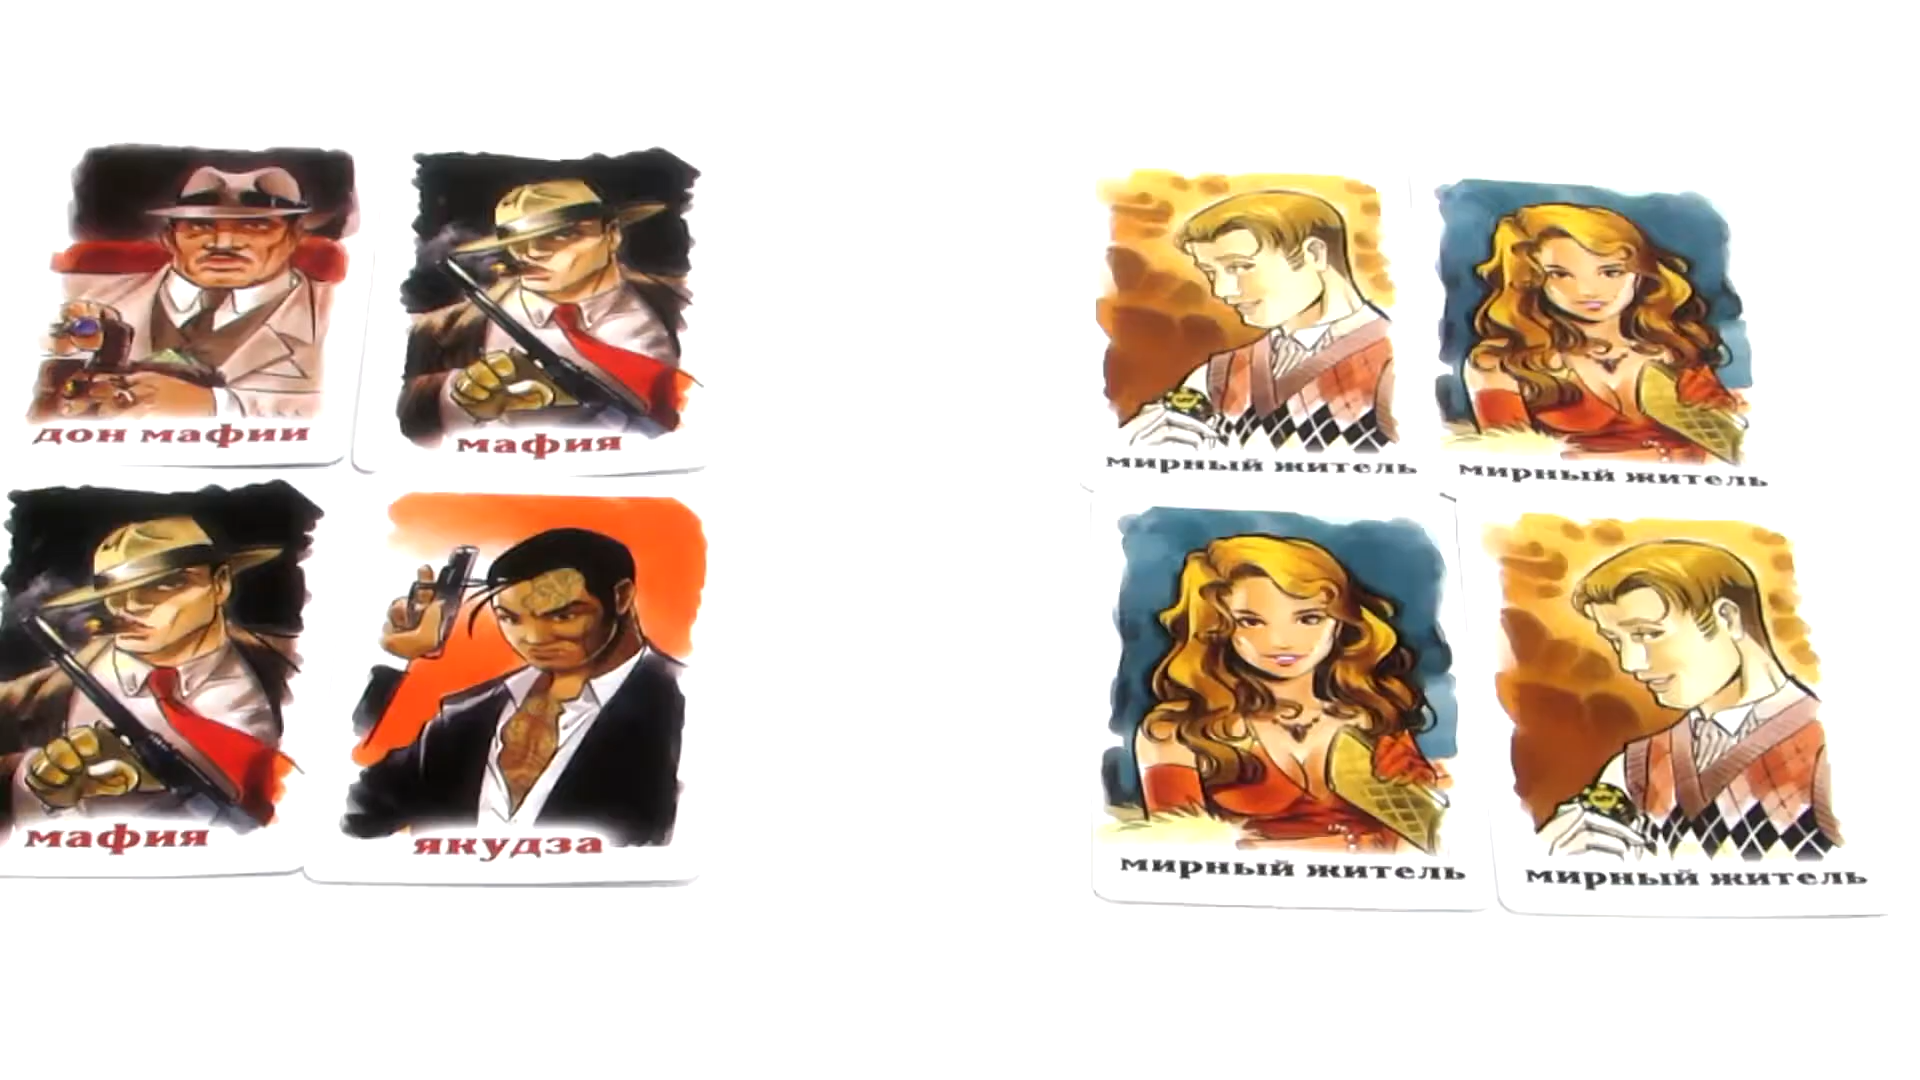 дон мафии
мафия
мирный житель
мирный житель
мафия
якудза
мирный житель
мирный житель